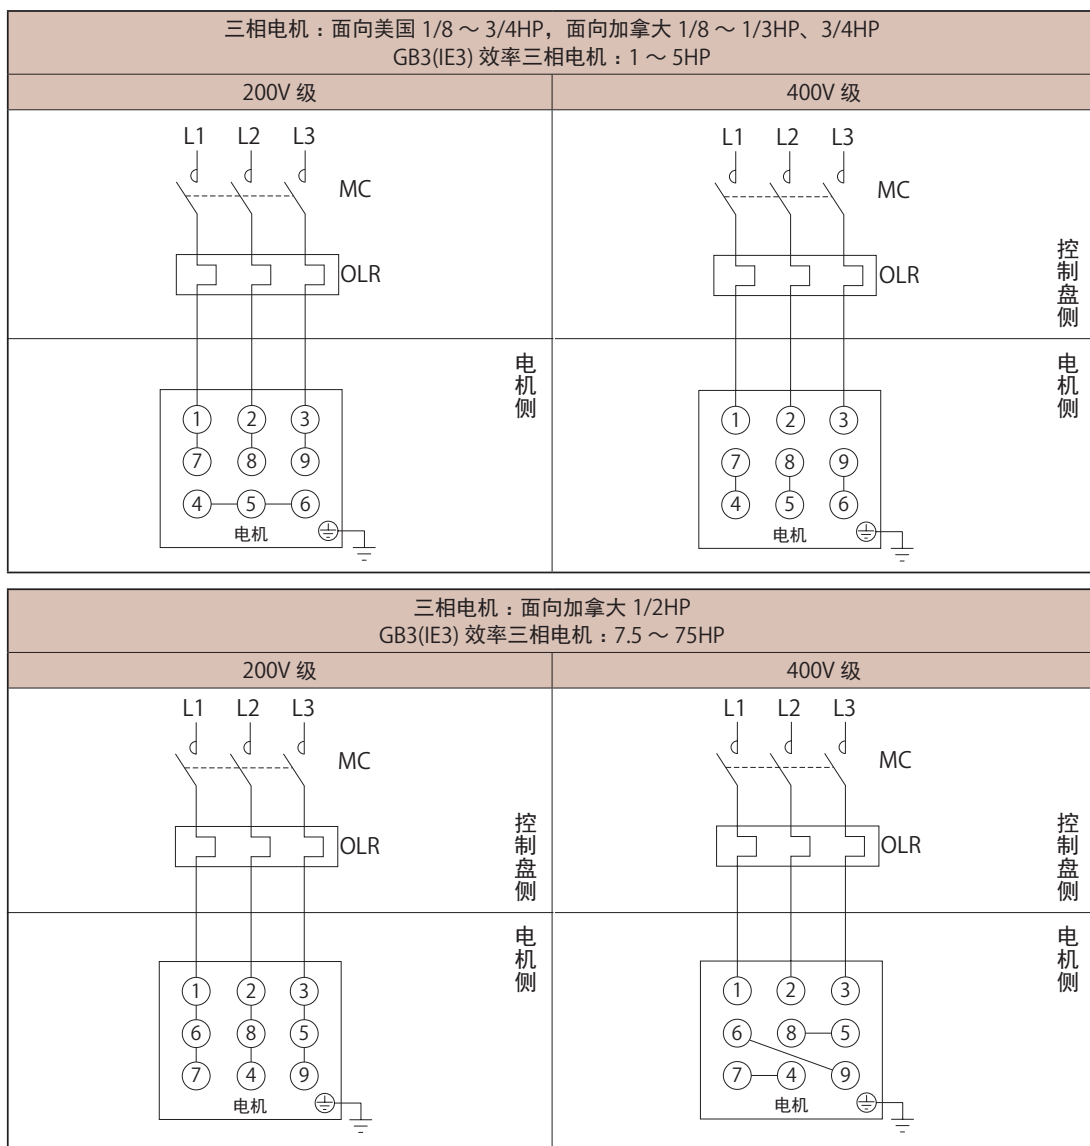 三相电机：面向美国 1/8 ～ 3/4HP，面向加拿大 1/8 ～ 1/3HP、3/4HP
GB3(IE3) 效率三相电机：1 ～ 5HP
200V 级
400V 级
L1 L2 L3
MC
OLR
电机侧
1 2 3
7 8 9
4 5 6
电机
L1 L2 L3
MC
OLR
控制盘侧
电机侧
1 2 3
7 8 9
4 5 6
电机
三相电机：面向加拿大 1/2HP
GB3(IE3) 效率三相电机：7.5 ～ 75HP
200V 级
400V 级
L1 L2 L3
MC
OLR
控制盘侧
电机侧
1 2 3
6 8 5
7 4 9
电机
L1 L2 L3
MC
OLR
控制盘侧
电机侧
1 2 3
6 8 5
7 4 9
电机